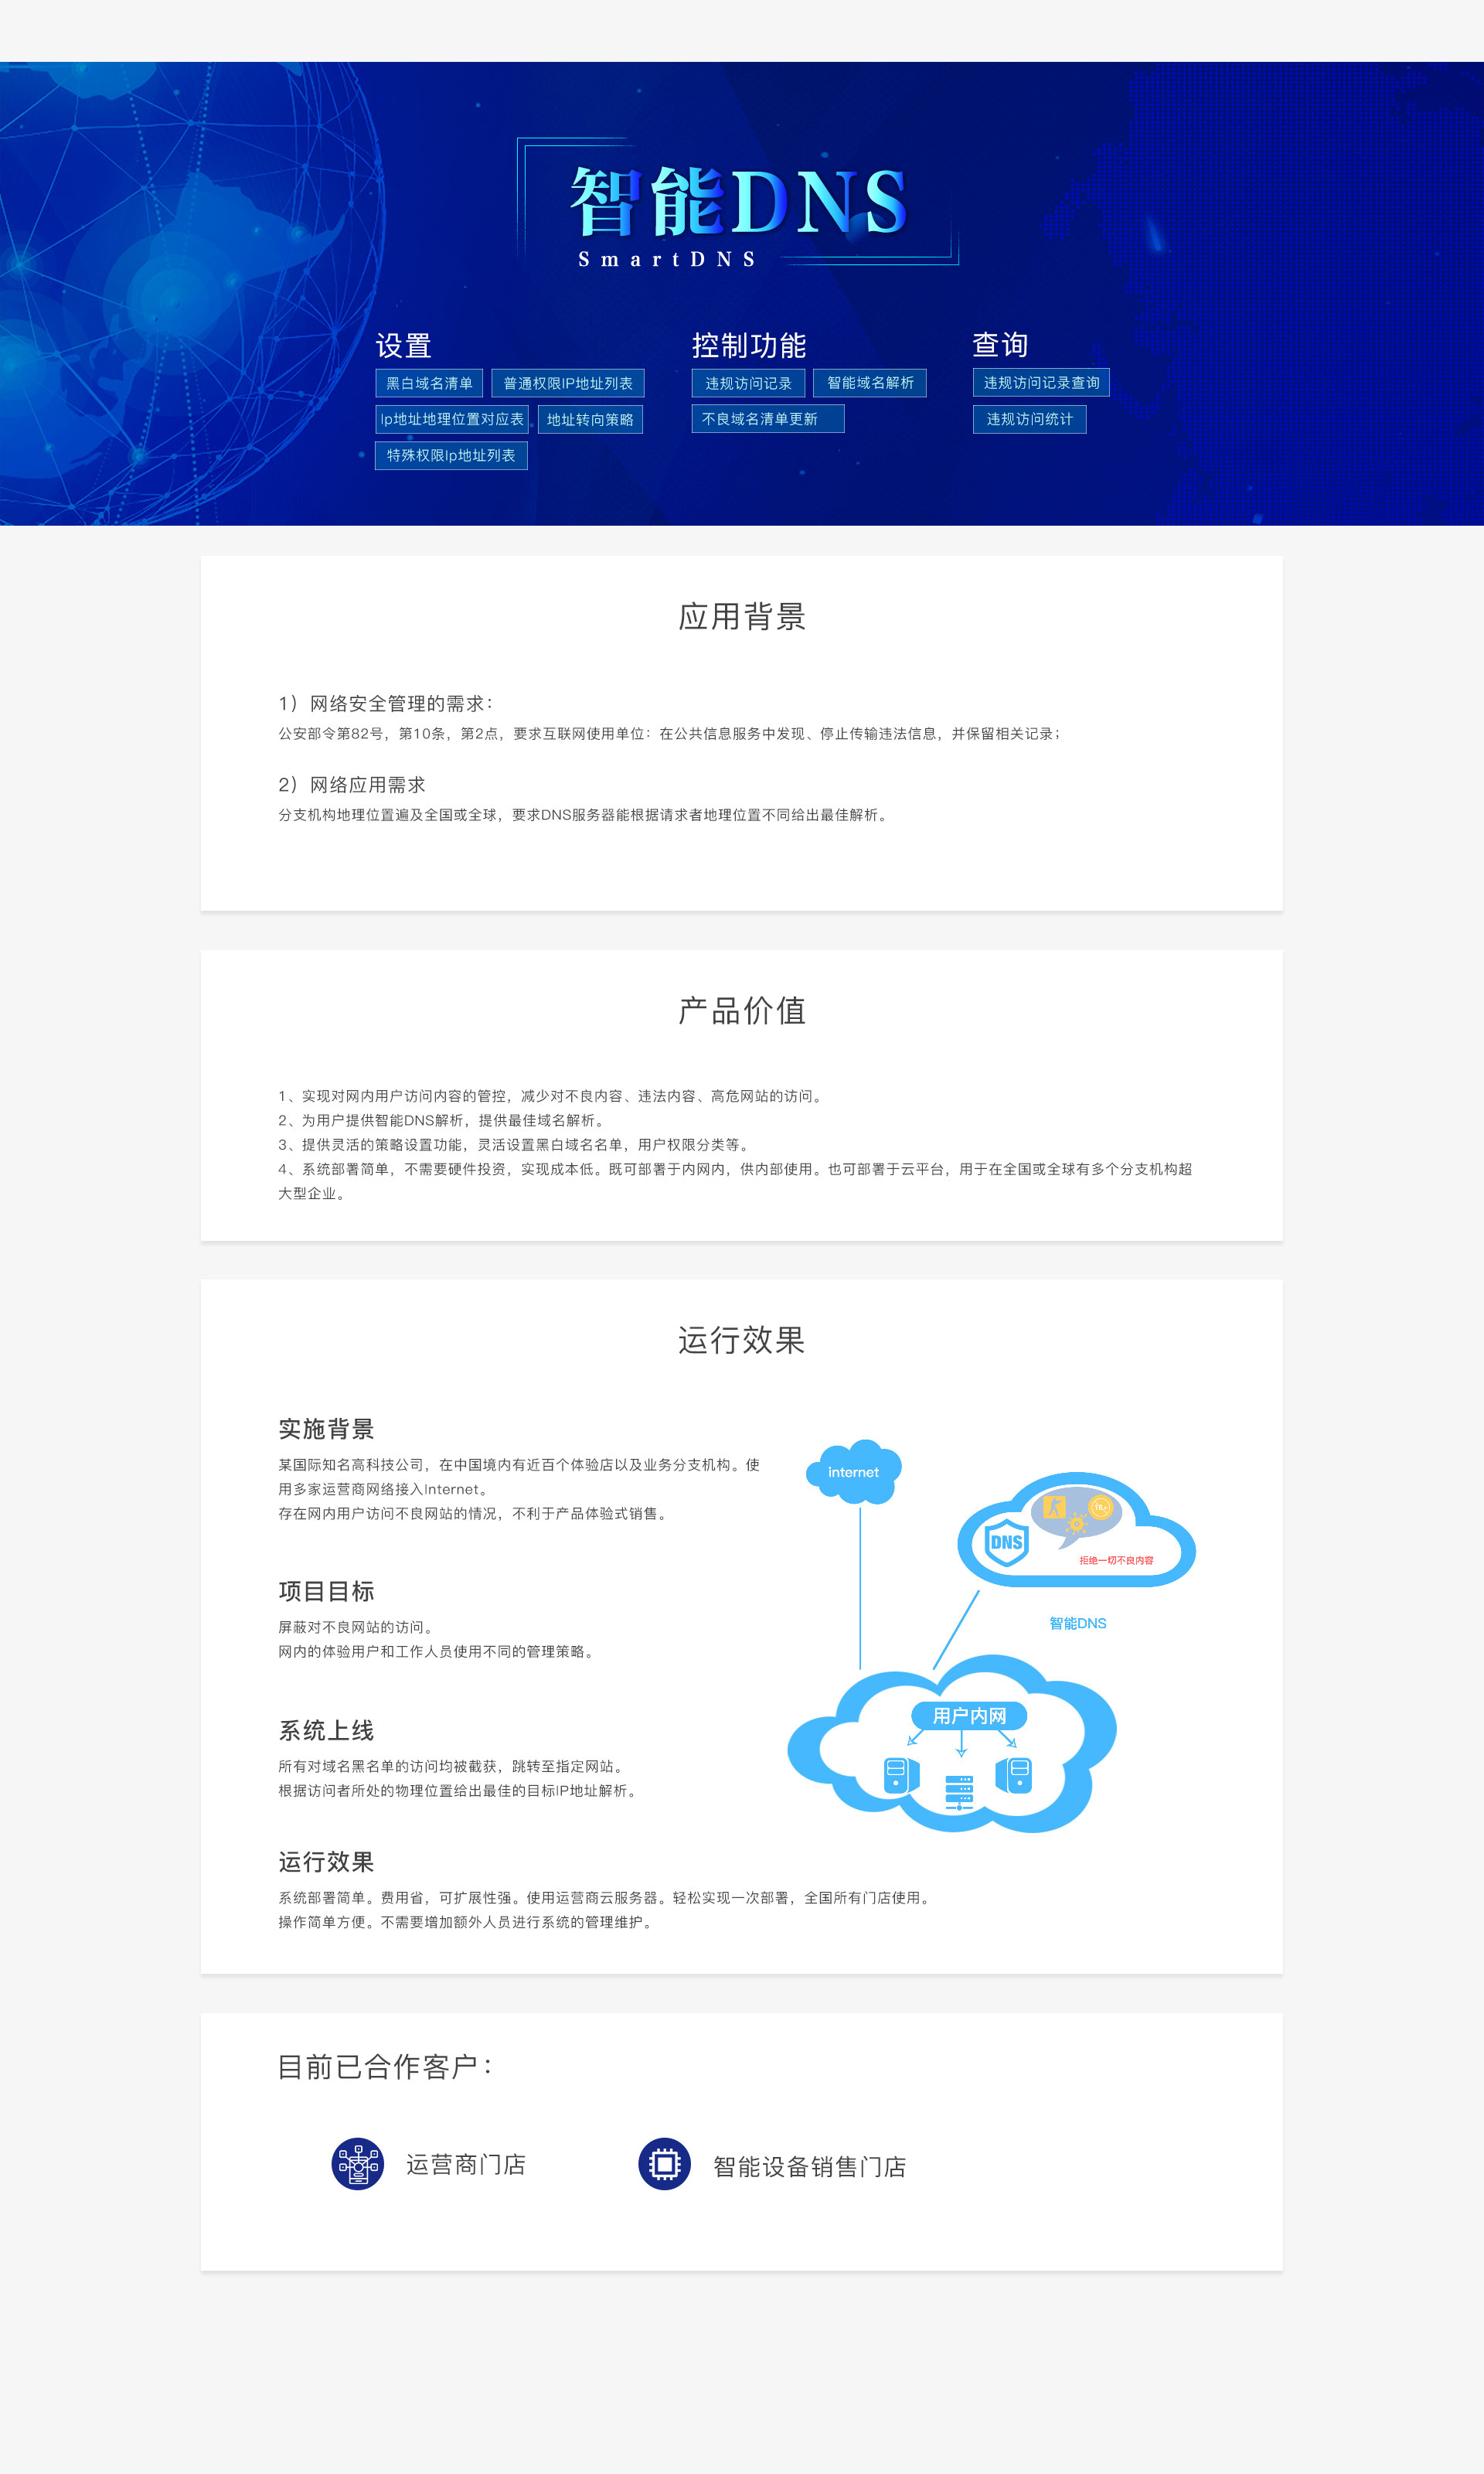 智能DNS
SmartDNS
设置
黑白域名清单
普通权限IP地址列表
Ip地址地理位置对应表
地址转向策略
特殊权限Ip地址列表
控制功能
违规访问记录
智能域名解析
不良域名清单更新
查询
违规访问记录查询
违规访问统计
应用背景
1）网络安全管理的需求：
公安部令第82号，第10条，第2点，要求互联网使用单位：在公共信息服务中发现、停止传输违法信息，并保留相关记录；
2）网络应用需求
分支机构地理位置遍及全国或全球，要求DNS服务器能根据请求者地理位置不同给出最佳解析。
产品价值
1、实现对网内用户访问内容的管控，减少对不良内容、违法内容、高危网站的访问。
2、为用户提供智能DNS解析，提供最佳域名解析。
3、提供灵活的策略设置功能，灵活设置黑白域名名单，用户权限分类等。
4、系统部署简单，不需要硬件投资，实现成本低。既可部署于内网内，供内部使用。也可部署于云平台，用于在全国或全球有多个分支机构超
大型企业。
运行效果
实施背景
某国际知名高科技公司，在中国境内有近百个体验店以及业务分支机构。使
用多家运营商网络接入Internet。
存在网内用户访问不良网站的情况，不利于产品体验式销售。
项目目标
屏蔽对不良网站的访问。
网内的体验用户和工作人员使用不同的管理策略。
系统上线
所有对域名黑名单的访问均被截获，跳转至指定网站。
根据访问者所处的物理位置给出最佳的目标IP地址解析。
运行效果
系统部署简单。费用省，可扩展性强。使用运营商云服务器。轻松实现一次部署，全国所有门店使用。
操作简单方便。不需要增加额外人员进行系统的管理维护。
internet
DNS
拒绝一切不良内容
智能DNS
用户内网
目前已合作客户：
运营商门店
智能设备销售门店